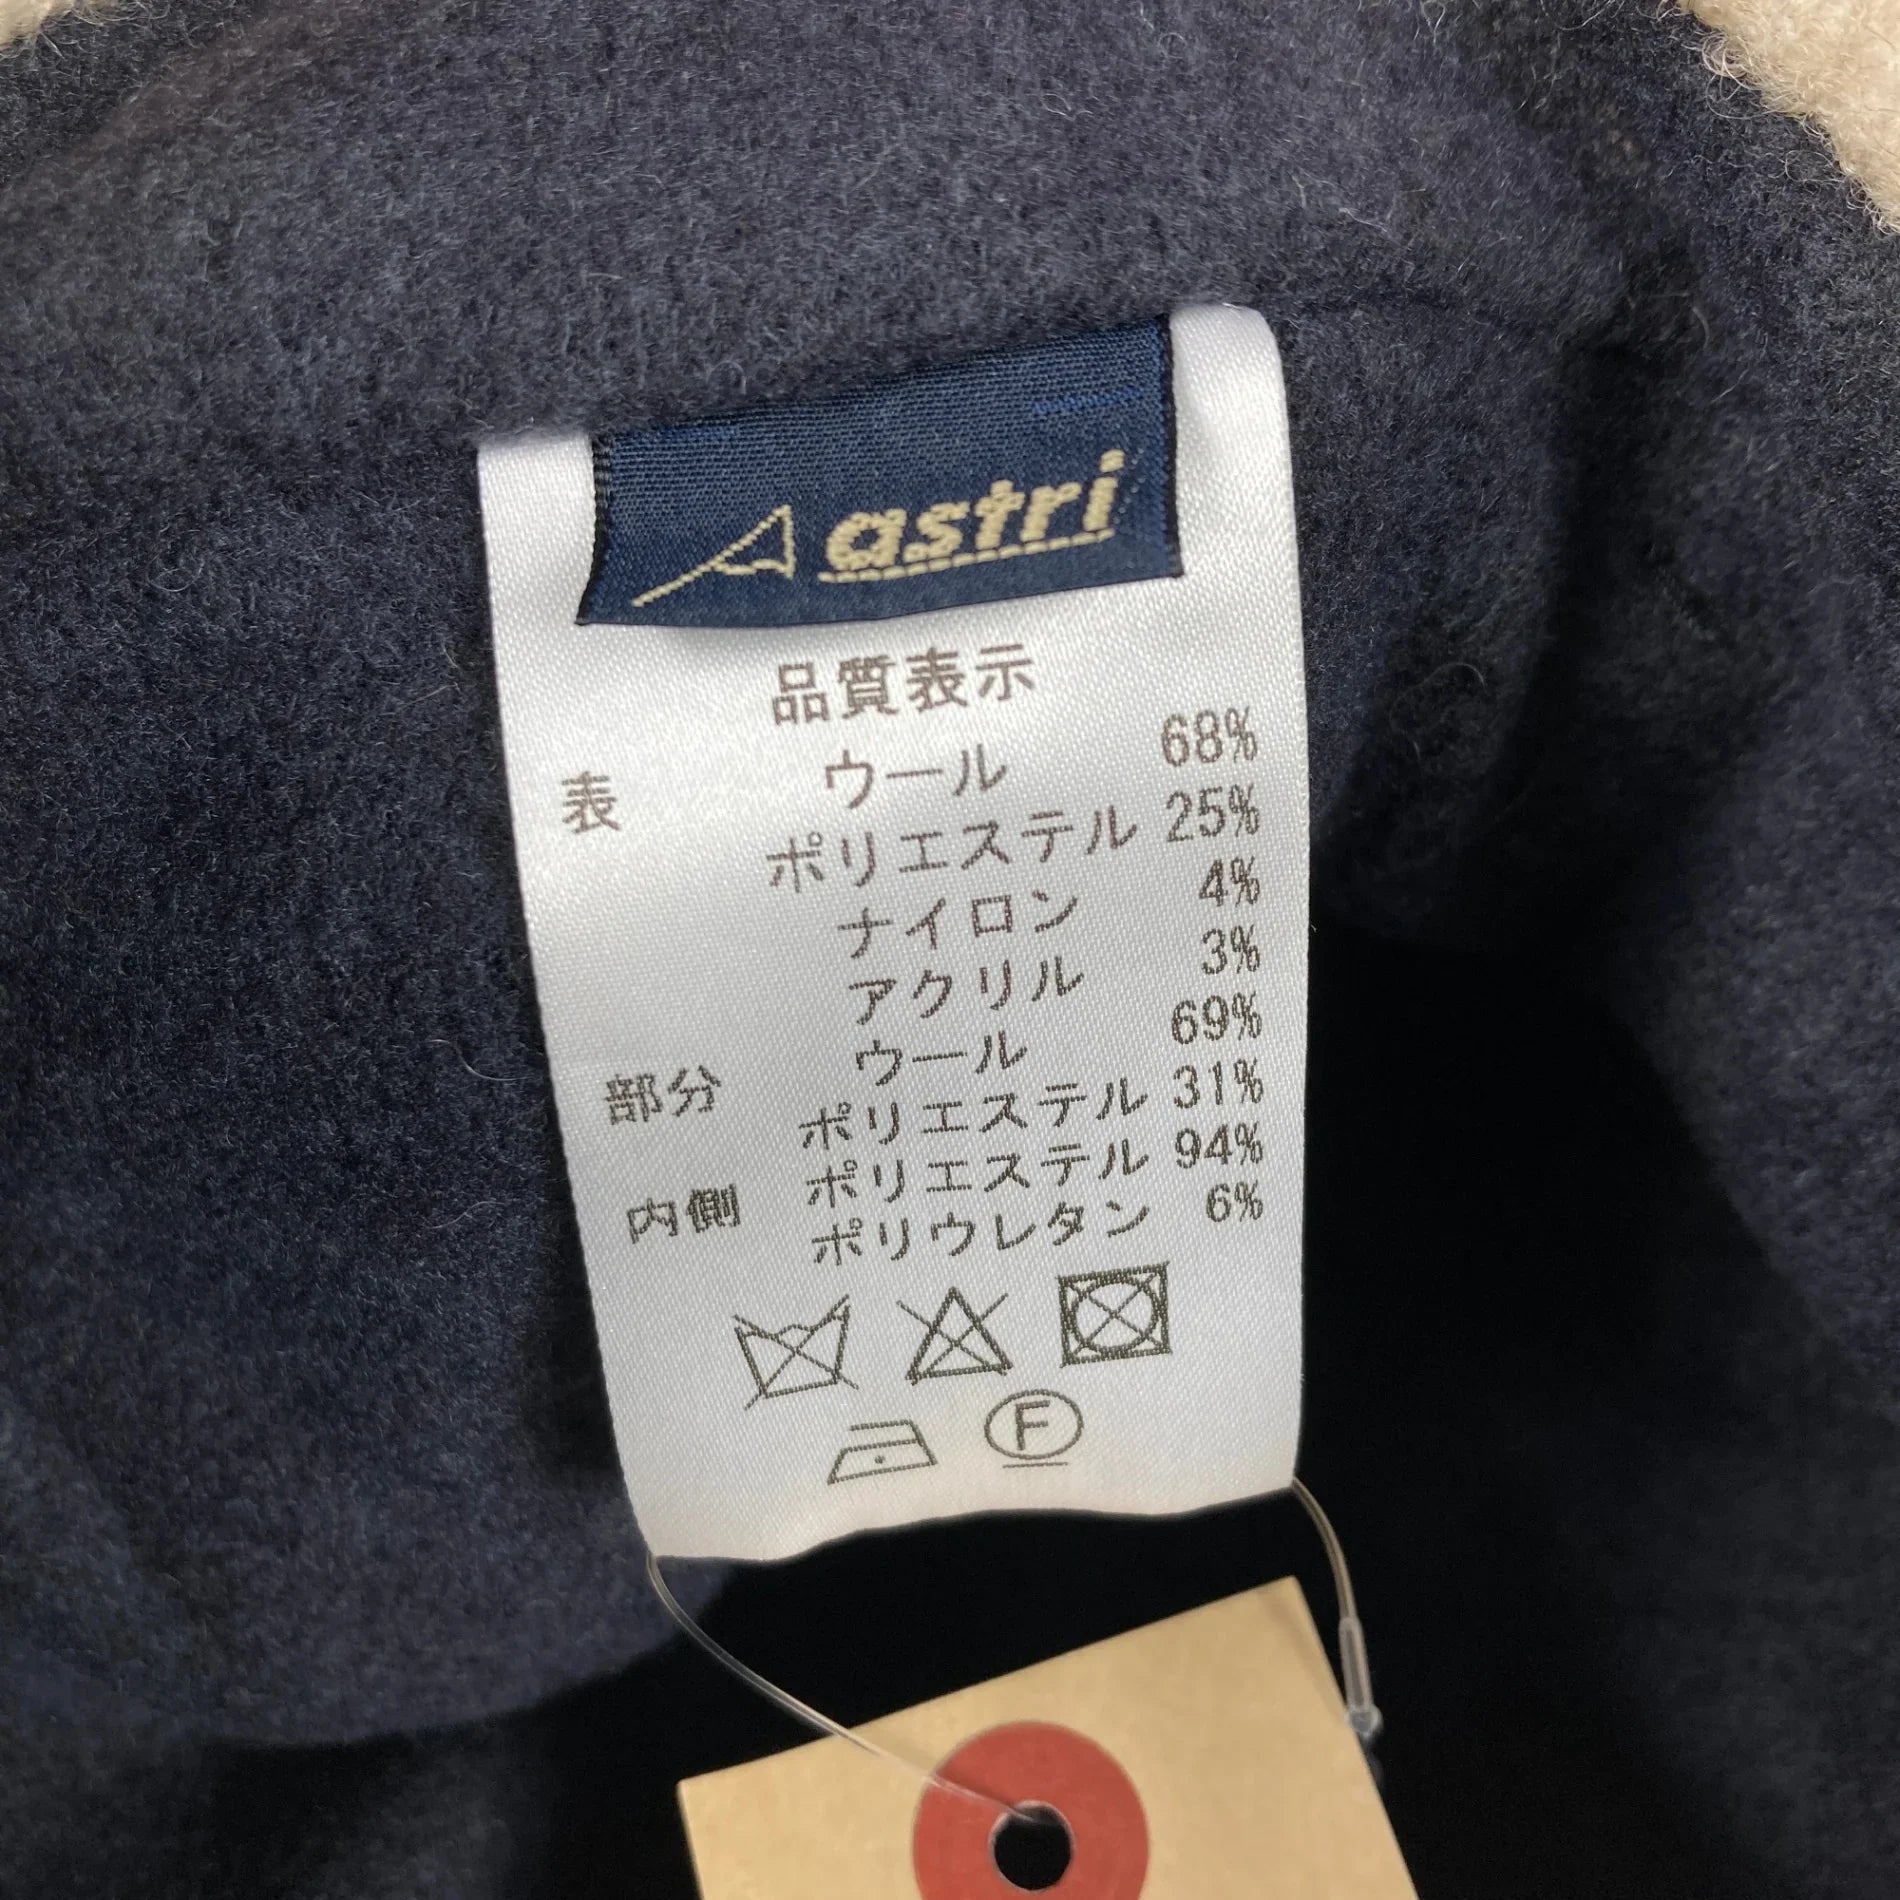 astri
品質表示
表 ウール 68%
ポリエステル 25%
ナイロン 4%
アクリル 3%
部分 ウール 69%
ポリエステル 31%
内側 ポリエステル 94%
ポリウレタン 6%
F